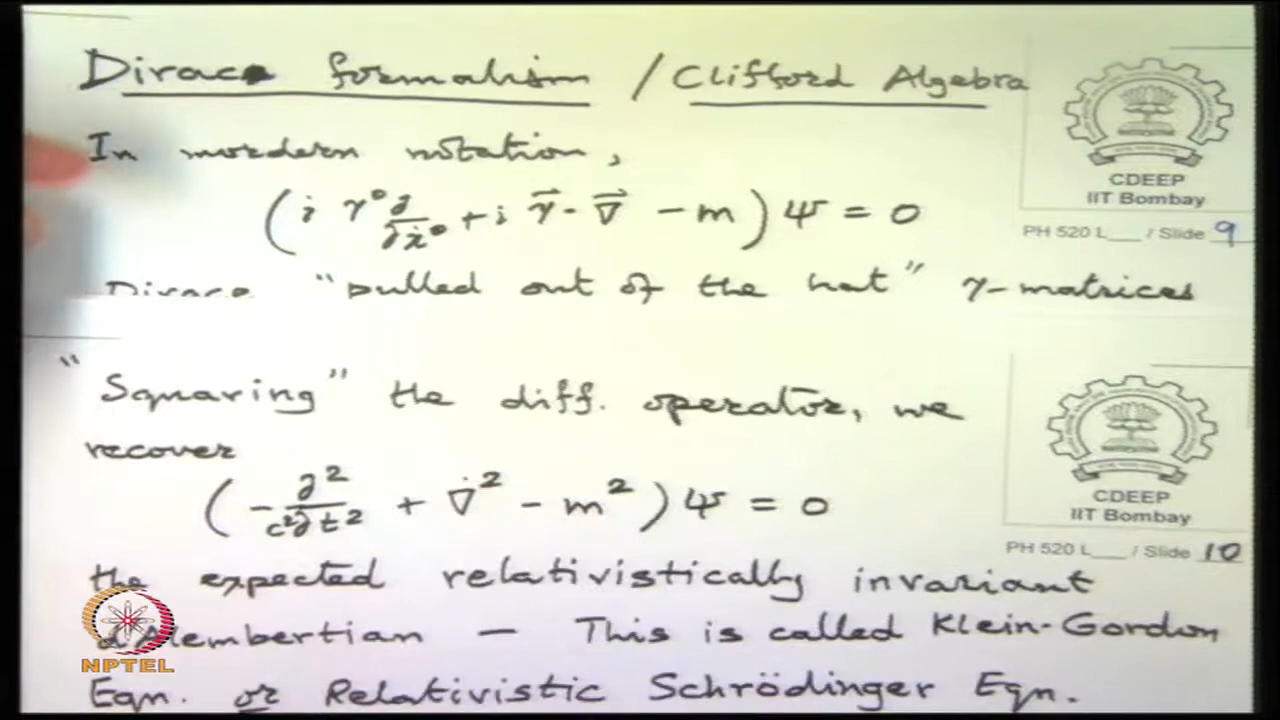 Dirac formalism / Clifford Algebra
In mordern notation,
(i γ⁰ ∂/∂x⁰ + i γ⃗ · ∇⃗ − m) Ψ = 0
CDEEP
IIT Bombay
PH 520 L___ / Slide 9
Dirac "pulled out of the hat" γ-matrices
"Squaring" the diff. operator, we
recover
(− ∂²/c²∂t² + ∇² − m²) Ψ = 0
CDEEP
IIT Bombay
PH 520 L___ / Slide 10
the expected relativistically invariant
d'Alembertian — This is called Klein-Gordon
Eqn. or Relativistic Schrödinger Eqn.
NPTEL